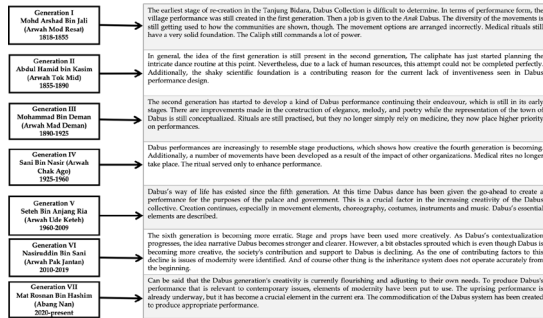 Generation I
Mohd Arshad Bin Jali
(Arwah Mod Resat)
1818-1855
The earliest stage of re-creation in the Tanjung Bidara, Dabus Collection is difficult to determine. In terms of performance form, the
village performance was still created in the first generation. Then a job is given to the Anak Dabus. The diversity of the movements is
still getting used to how the communities are shown, though. The movement options are arranged incorrectly. Medical rituals still
have a very solid foundation. The Caliph still commands a lot of power.
Generation II
Abdul Hamid bin Kasim
(Arwah Tok Mid)
1855-1890
In general, the idea of the first generation is still present in the second generation, The caliphate has just started planning the
intricate dance routine at this point. Nevertheless, due to a lack of human resources, this attempt could not be completed perfectly.
Additionally, the shaky scientific foundation is a contributing reason for the current lack of inventiveness seen in Dabus
performance design.
Generation III
Mohammad Bin Deman
(Arwah Mad Deman)
1890-1925
The second generation has started to develop a kind of Dabus performance continuing their endeavour, which is still in its early
stages. There are improvements made in the construction of elegance, melody, and poetry while the representation of the town of
Dabus is still conceptualized. Rituals are still practised, but they no longer simply rely on medicine, they now place higher priority
on performances.
Generation IV
Sani Bin Nasir (Arwah
Chak Ago)
1925-1960
Dabus performances are increasingly to resemble stage productions, which shows how creative the fourth generation is becoming.
Additionally, a number of movements have been developed as a result of the impact of other organizations. Medical rites no longer
take place. The ritual served only to enhance performance.
Generation V
Seteh Bin Anjang Ria
(Arwah Ude Keteh)
1960-2009
Dabus's way of life has existed since the fifth generation. At this time Dabus dance has been given the go-ahead to create a
performance for the purposes of the palace and government. This is a crucial factor in the increasing creativity of the Dabus
collective. Creation continues, especially in movement elements, choreography, costumes, instruments and music. Dabus's essential
elements are described.
Generation VI
Nasiruddin Bin Sani
(Arwah Pak Jantan)
2010-2019
The sixth generation is becoming more erratic. Stage and props have been used more creatively. As Dabus's contextualization
progresses, the idea narrative Dabus becomes stronger and clearer. However, a bit obstacles sprouted which is even though Dabus is
becoming more creative, the society's contribution and support to Dabus is declining. As the one of contributing factors to this
decline is issues of modernity were identified. And of course other thing is the inheritance system does not operate accurately from
the beginning.
Generation VII
Mat Rosnan Bin Hashim
(Abang Nan)
2020-present
Can be said that the Dabus generation's creativity is currently flourishing and adjusting to their own needs. To produce Dabus's
performance that is relevant to contemporary issues, elements of modernity have been put to use. The uprising performance is
already underway, but it has become a crucial element in the current era. The commodification of the Dabus system has been created
to produce appropriate performance.